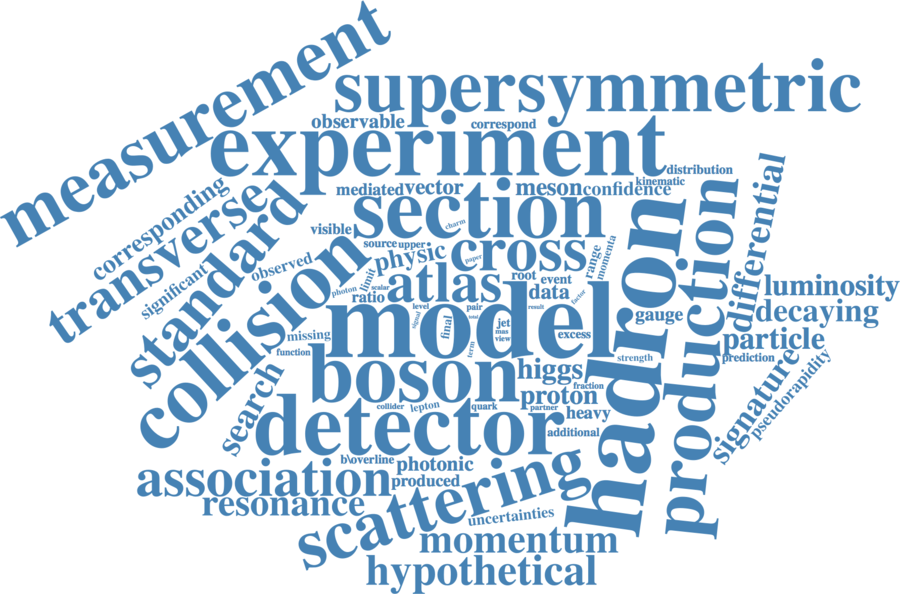 measurement
supersymmetric
observable
correspond
experiment
distribution
kinematic
mediated
vector
meson
confidence
corresponding
transverse
standard
section
charm
visible
source
upper
physic
cross
paper
range
momenta
differential
production
hadron
significant
observed
collision
limit
photon
scalar
ratio
atlas
root
event
data
factor
luminosity
decaying
gauge
particle
prediction
missing
function
model
signal
level
final
pair
total
term
result
jet
mas
view
excess
strength
signature
pseudorapidity
search
boson
higgs
fraction
proton
collider
lepton
quark
partner
heavy
detector
additional
b\overline
photonic
association
produced
resonance
scattering
uncertainties
momentum
hypothetical